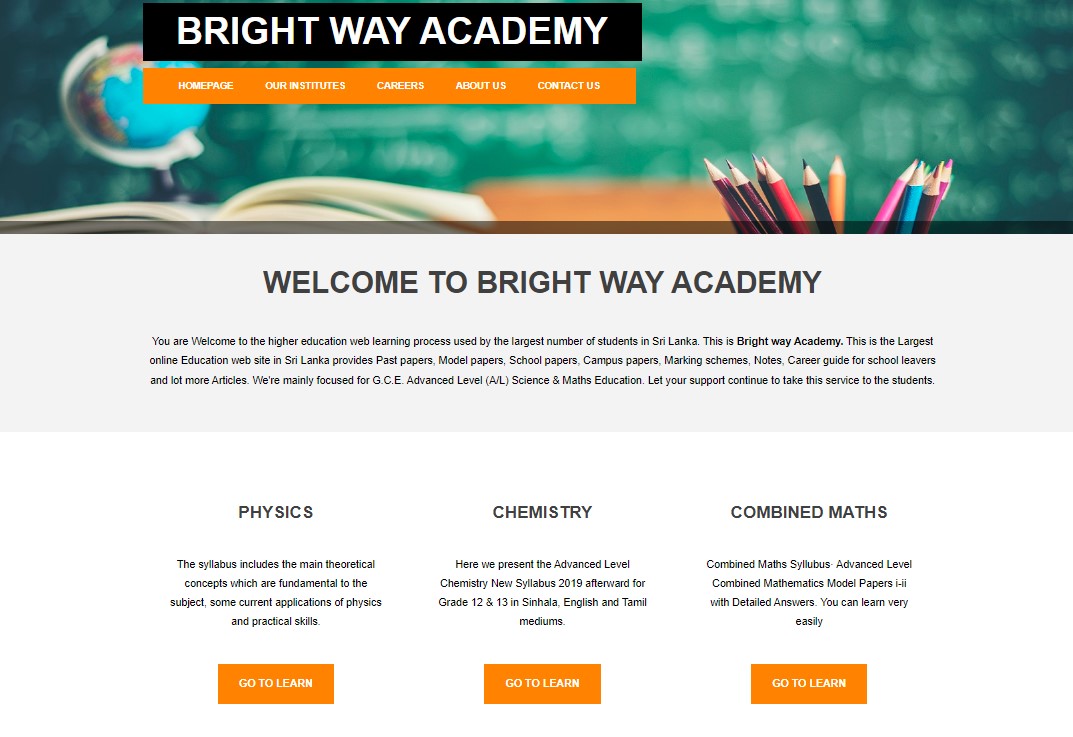 BRIGHT WAY ACADEMY
HOMEPAGE OUR INSTITUTES CAREERS ABOUT US CONTACT US
WELCOME TO BRIGHT WAY ACADEMY
You are Welcome to the higher education web learning process used by the largest number of students in Sri Lanka. This is Bright way Academy. This is the Largest
online Education web site in Sri Lanka provides Past papers, Model papers, School papers, Campus papers, Marking schemes, Notes, Career guide for school leavers
and lot more Articles. We're mainly focused for G.C.E. Advanced Level (A/L) Science & Maths Education. Let your support continue to take this service to the students.
PHYSICS
The syllabus includes the main theoretical
concepts which are fundamental to the
subject, some current applications of physics
and practical skills.
GO TO LEARN
CHEMISTRY
Here we present the Advanced Level
Chemistry New Syllabus 2019 afterward for
Grade 12 & 13 in Sinhala, English and Tamil
mediums.
GO TO LEARN
COMBINED MATHS
Combined Maths Syllubus· Advanced Level
Combined Mathematics Model Papers i-ii
with Detailed Answers. You can learn very
easily
GO TO LEARN